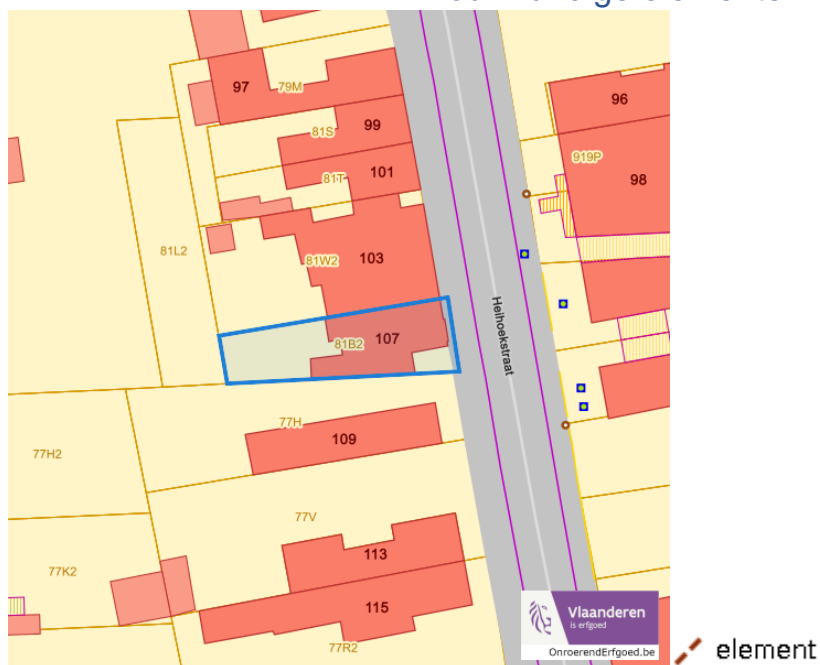 97
79M
96
99
81S
919P
101
81T
98
81L2
81W2
103
Heihoekstraat
81B2
107
77H
109
77H2
77V
113
77K2
115
77R2
Vlaanderen
is erfgoed
OnroerendErfgoed.be
element